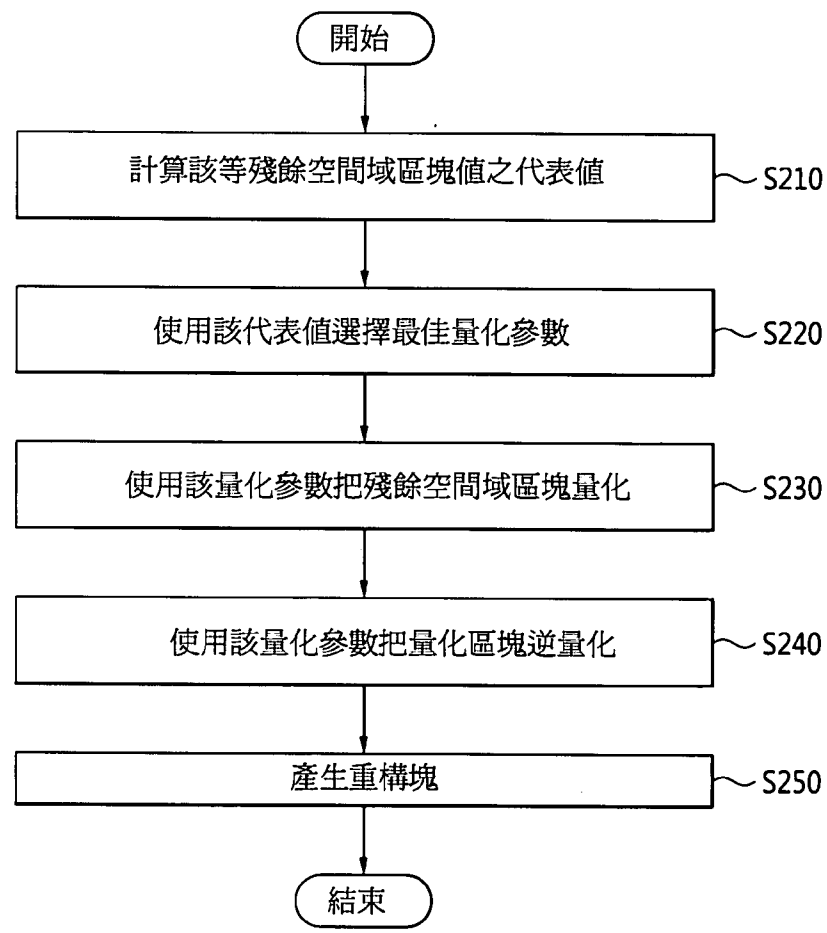 開始
計算該等殘餘空間域區塊值之代表值
S210
使用該代表值選擇最佳量化參數
S220
使用該量化參數把殘餘空間域區塊量化
S230
使用該量化參數把量化區塊逆量化
S240
產生重構塊
S250
結束